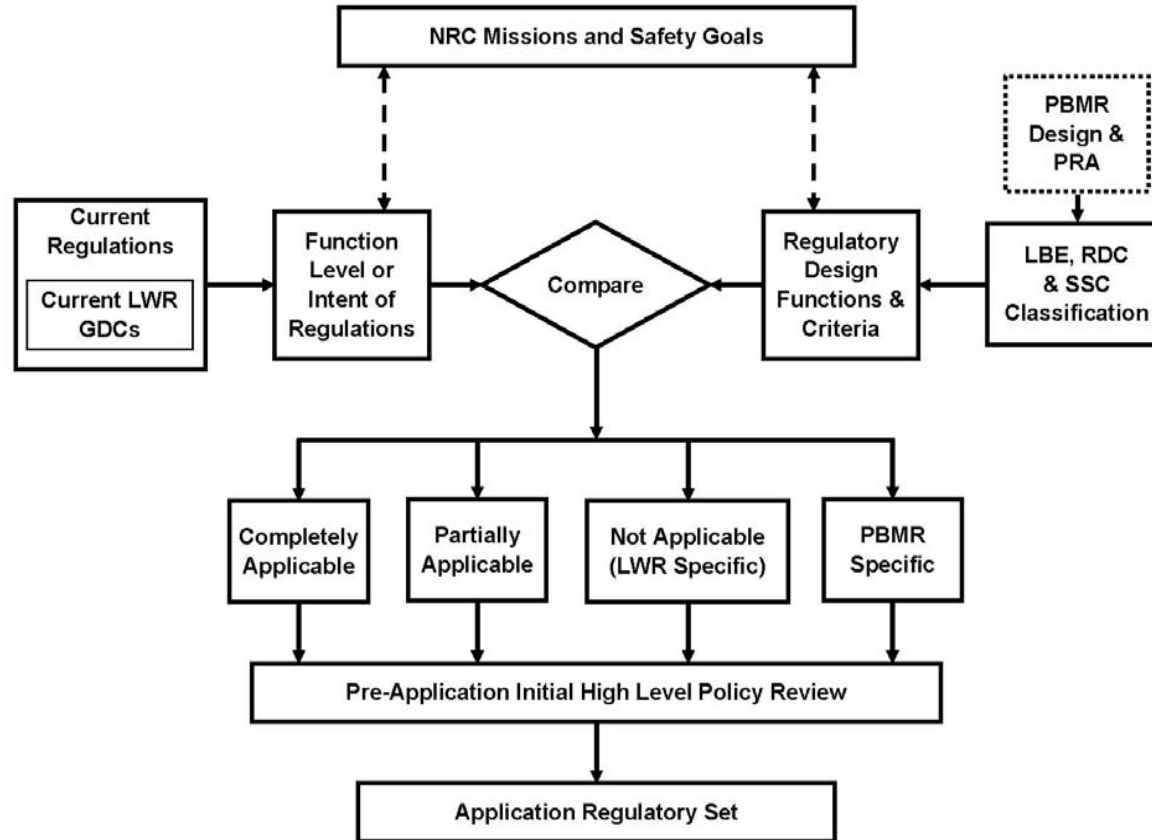 NRC Missions and Safety Goals
PBMR
Design &
PRA
Current
Regulations
Current LWR
GDCs
Function
Level or
Intent of
Regulations
Compare
Regulatory
Design
Functions &
Criteria
LBE, RDC
& SSC
Classification
Completely
Applicable
Partially
Applicable
Not Applicable
(LWR Specific)
PBMR
Specific
Pre-Application Initial High Level Policy Review
Application Regulatory Set